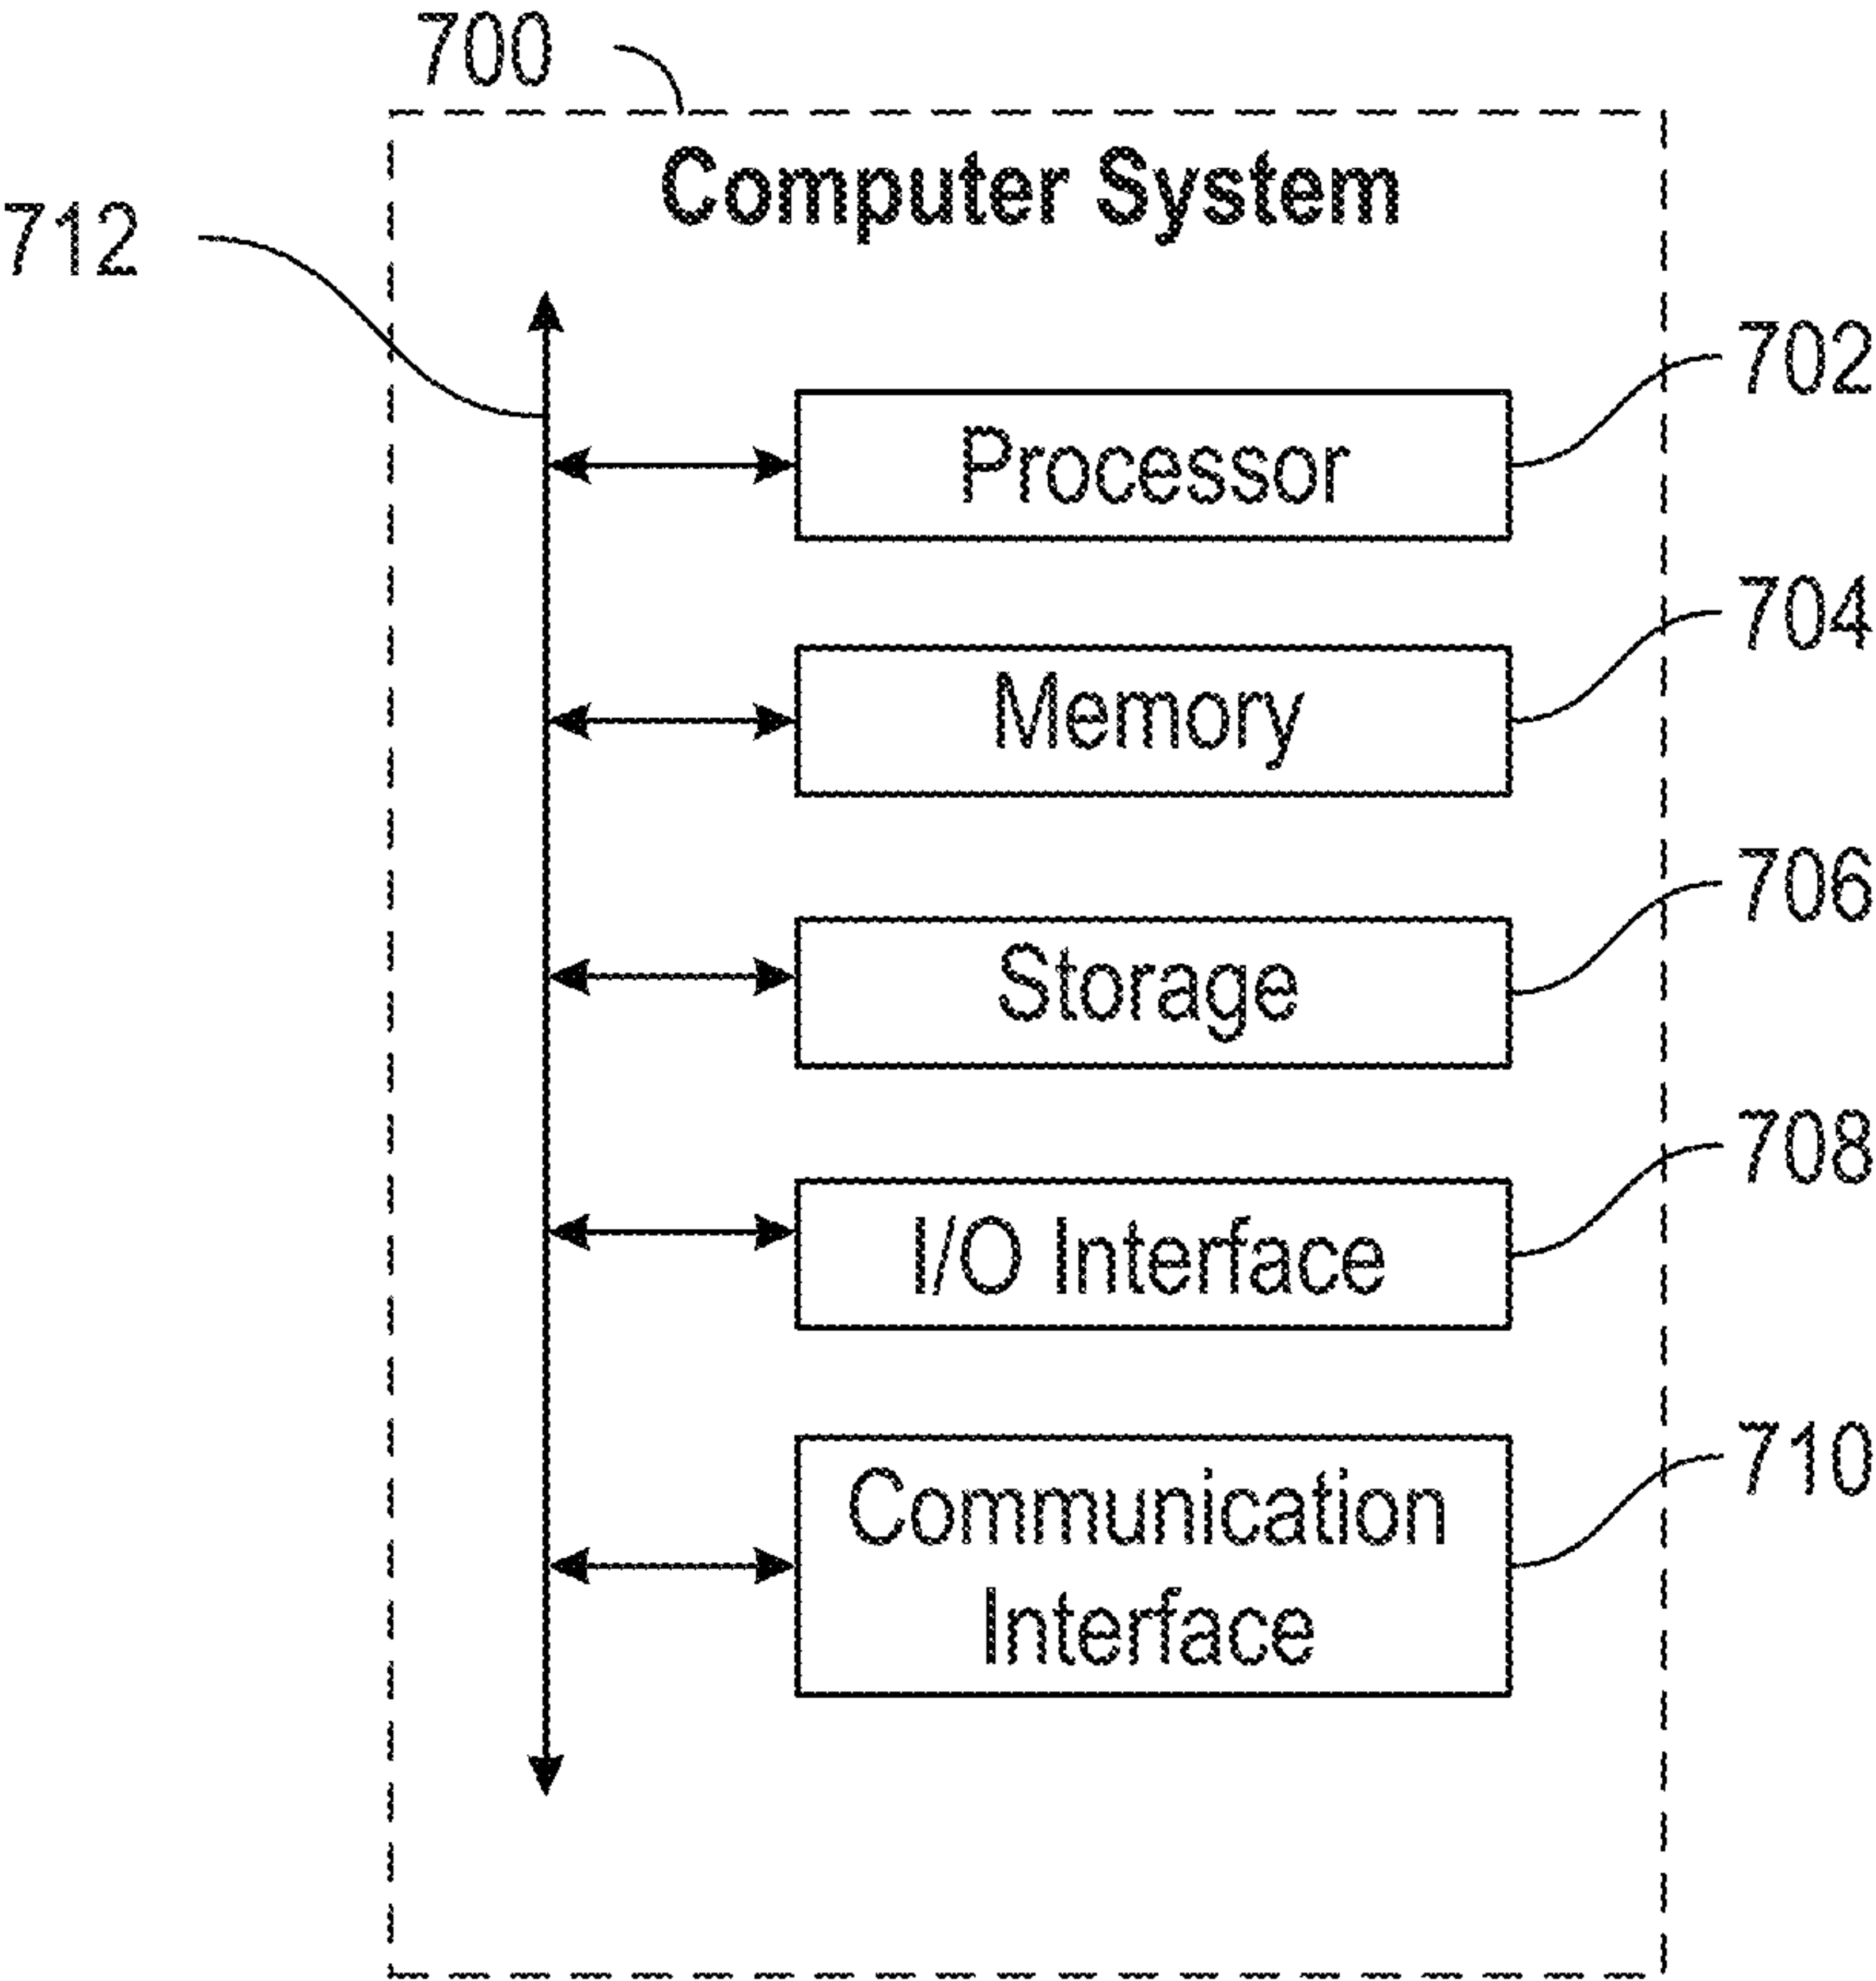 700
Computer System
712
702
Processor
704
Memory
706
Storage
708
I/O Interface
710
Communication
Interface